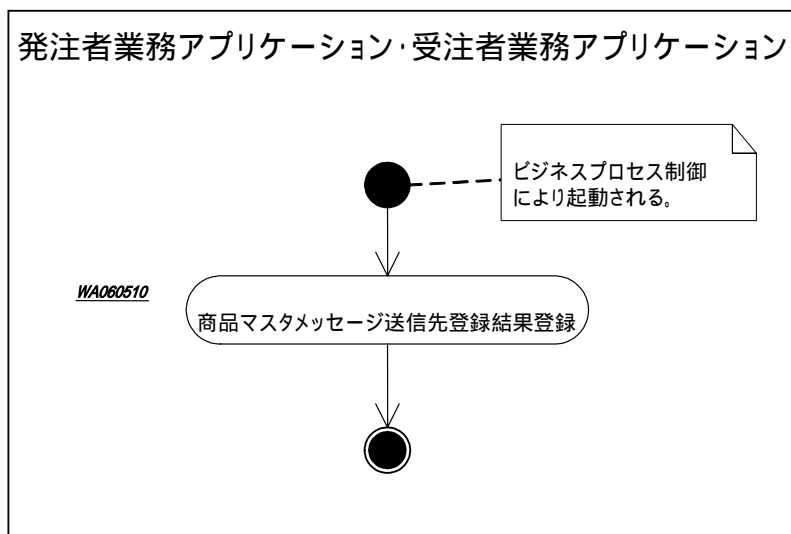 発注者業務アプリケーション・受注者業務アプリケーション
ビジネスプロセス制御
により起動される。
WA060510
商品マスタメッセージ送信先登録結果登録